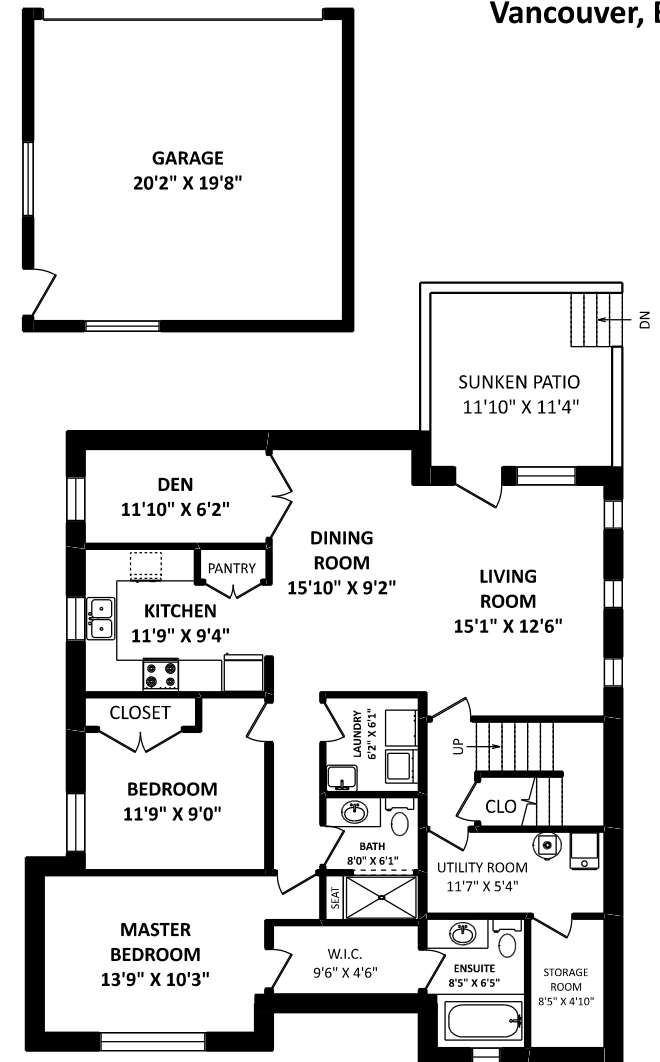 Vancouver,
GARAGE
20'2" X 19'8"
DN
SUNKEN PATIO
11'10" X 11'4"
DEN
11'10" X 6'2"
DINING
ROOM
15'10" X 9'2"
PANTRY
LIVING
ROOM
15'1" X 12'6"
KITCHEN
11'9" X 9'4"
CLOSET
LAUNDRY
6'2" X 6'1"
UP
BEDROOM
11'9" X 9'0"
CLO
BATH
8'0" X 6'1"
UTILITY ROOM
11'7" X 5'4"
SEAT
MASTER
BEDROOM
13'9" X 10'3"
W.I.C.
9'6" X 4'6"
ENSUITE
8'5" X 6'5"
STORAGE
ROOM
8'5" X 4'10"